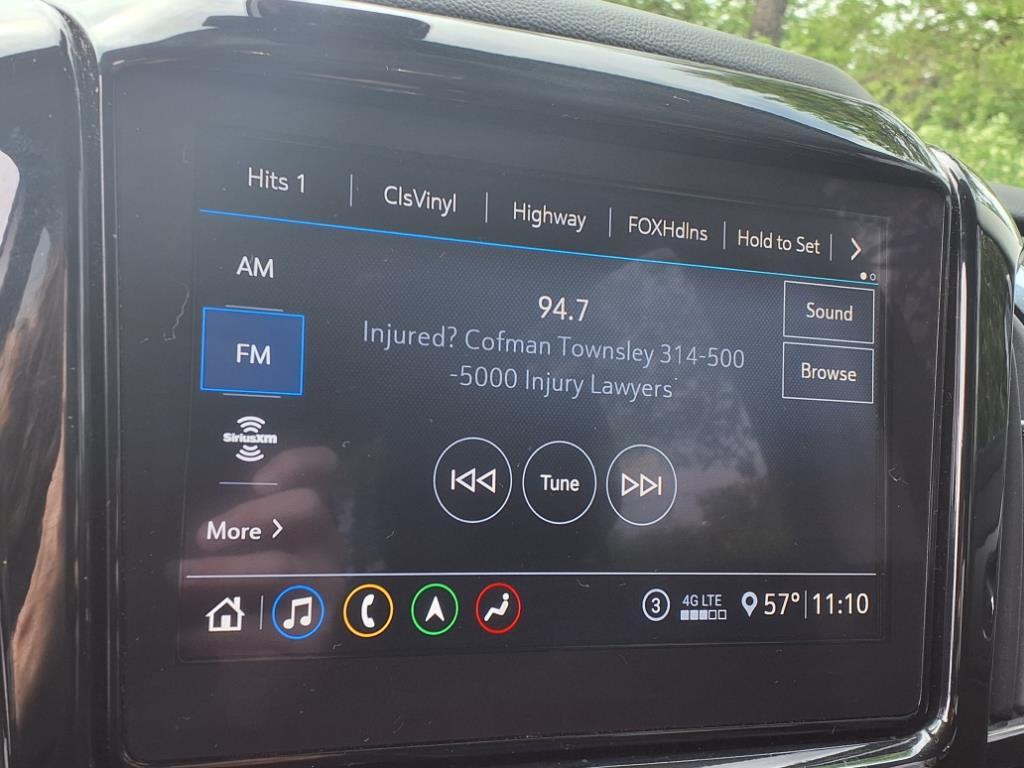 Hits 1
ClsVinyl
Highway
FOXHdlns
Hold to Set
AM
94.7
Sound
FM
Injured? Cofman Townsley 314-500
-5000 Injury Lawyers
Browse
SiriusXM
Tune
More
3
4G LTE
57°
11:10